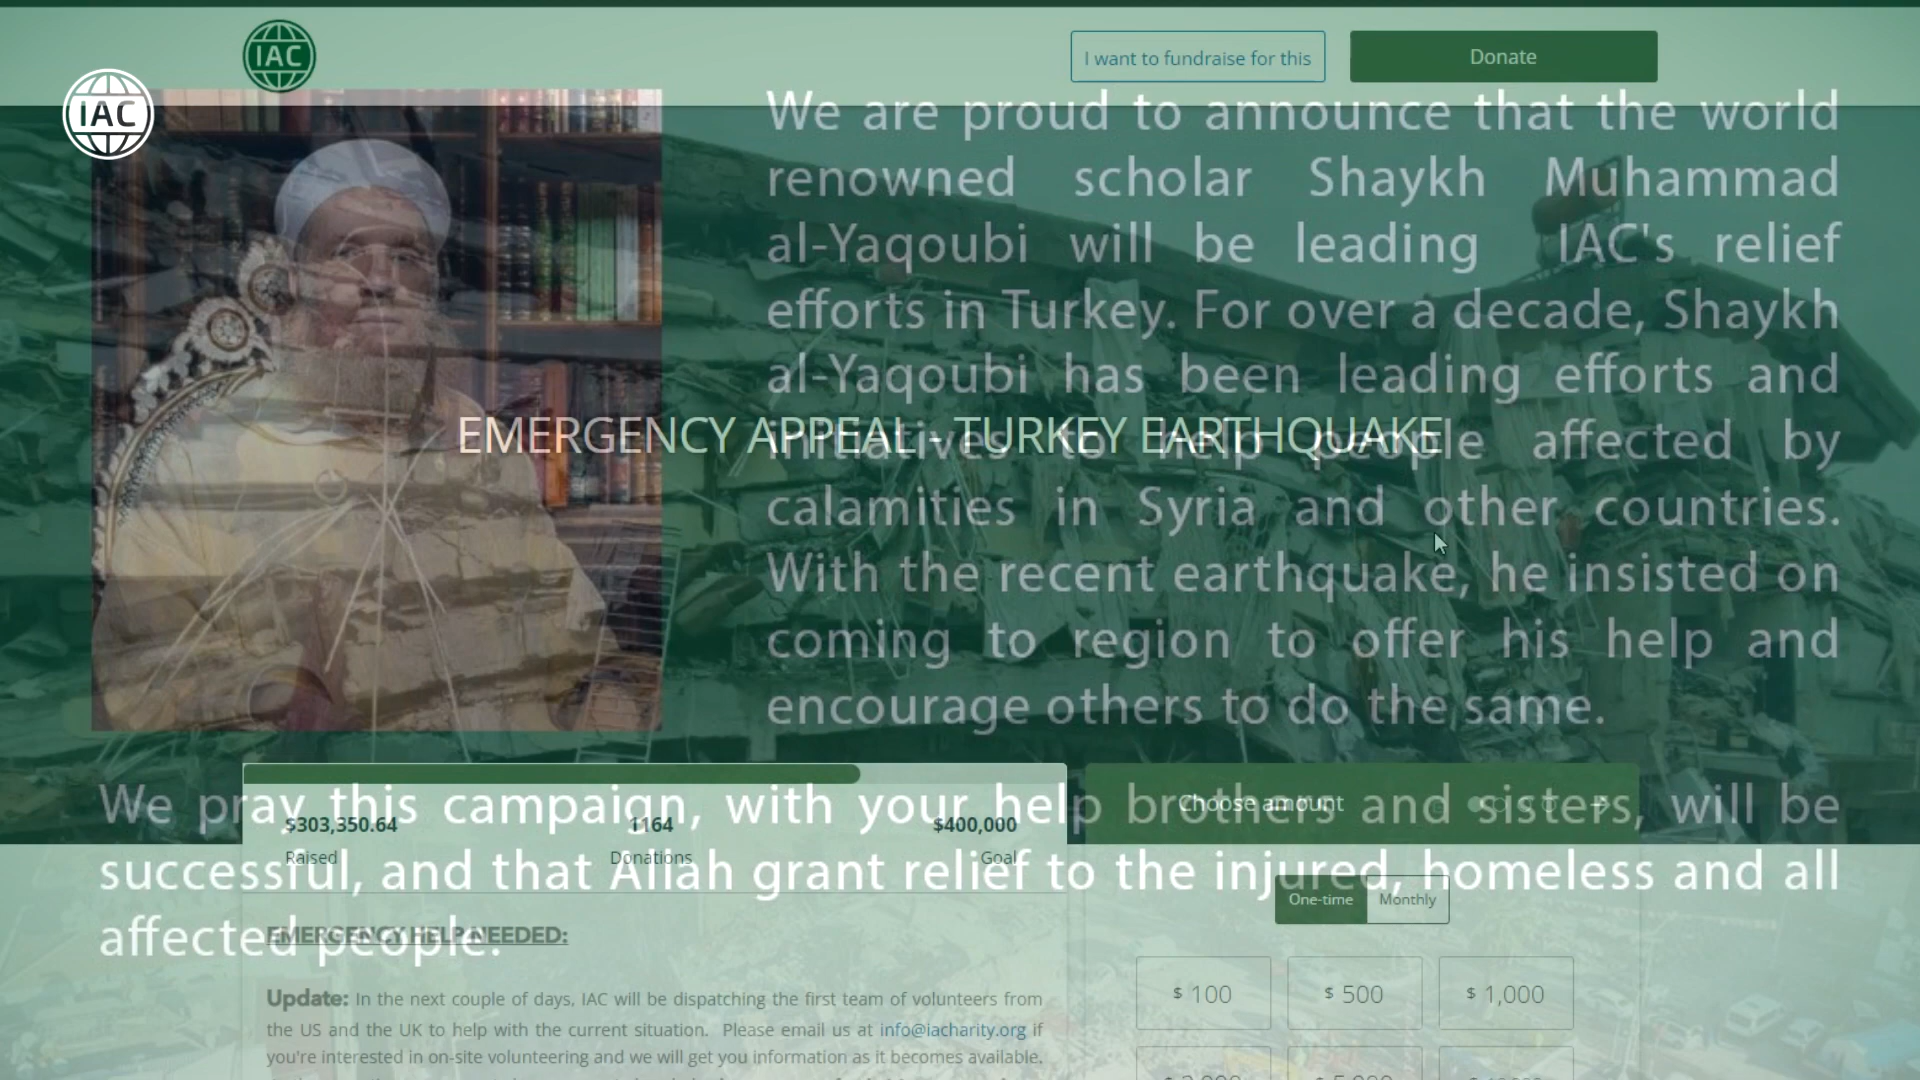 IAC
I want to fundraise for this
Donate
IAC
We are proud to announce that the world
renowned scholar Shaykh Muhammad
al-Yaqoubi will be leading IAC's relief
efforts in Turkey. For over a decade, Shaykh
al-Yaqoubi has been leading efforts and
initiatives to help people affected by
calamities in Syria and other countries.
With the recent earthquake, he insisted on
coming to region to offer his help and
encourage others to do the same.
EMERGENCY APPEAL - TURKEY EARTHQUAKE
We pray this campaign, with your help brothers and sisters, will be
successful, and that Allah grant relief to the injured, homeless and all
affected people.
$303,350.64
Raised
1164
Donations
$400,000
Goal
Choose amount
One-time
Monthly
EMERGENCY HELP NEEDED:
$ 100
$ 500
$ 1,000
Update: In the next couple of days, IAC will be dispatching the first team of volunteers from
the US and the UK to help with the current situation. Please email us at info@iacharity.org if
you're interested in on-site volunteering and we will get you information as it becomes available.